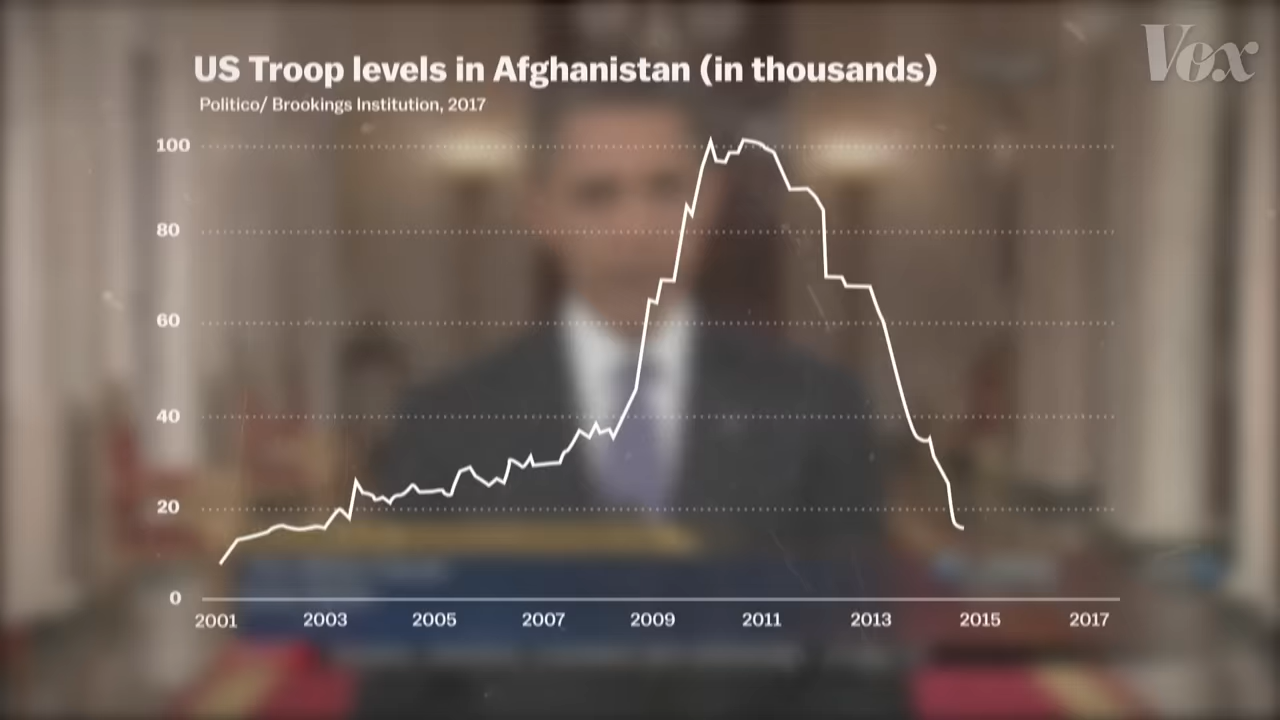 Vox
US Troop levels in Afghanistan (in thousands)
Politico/ Brookings Institution, 2017
100
80
60
40
20
0
2001 2003 2005 2007 2009 2011 2013 2015 2017